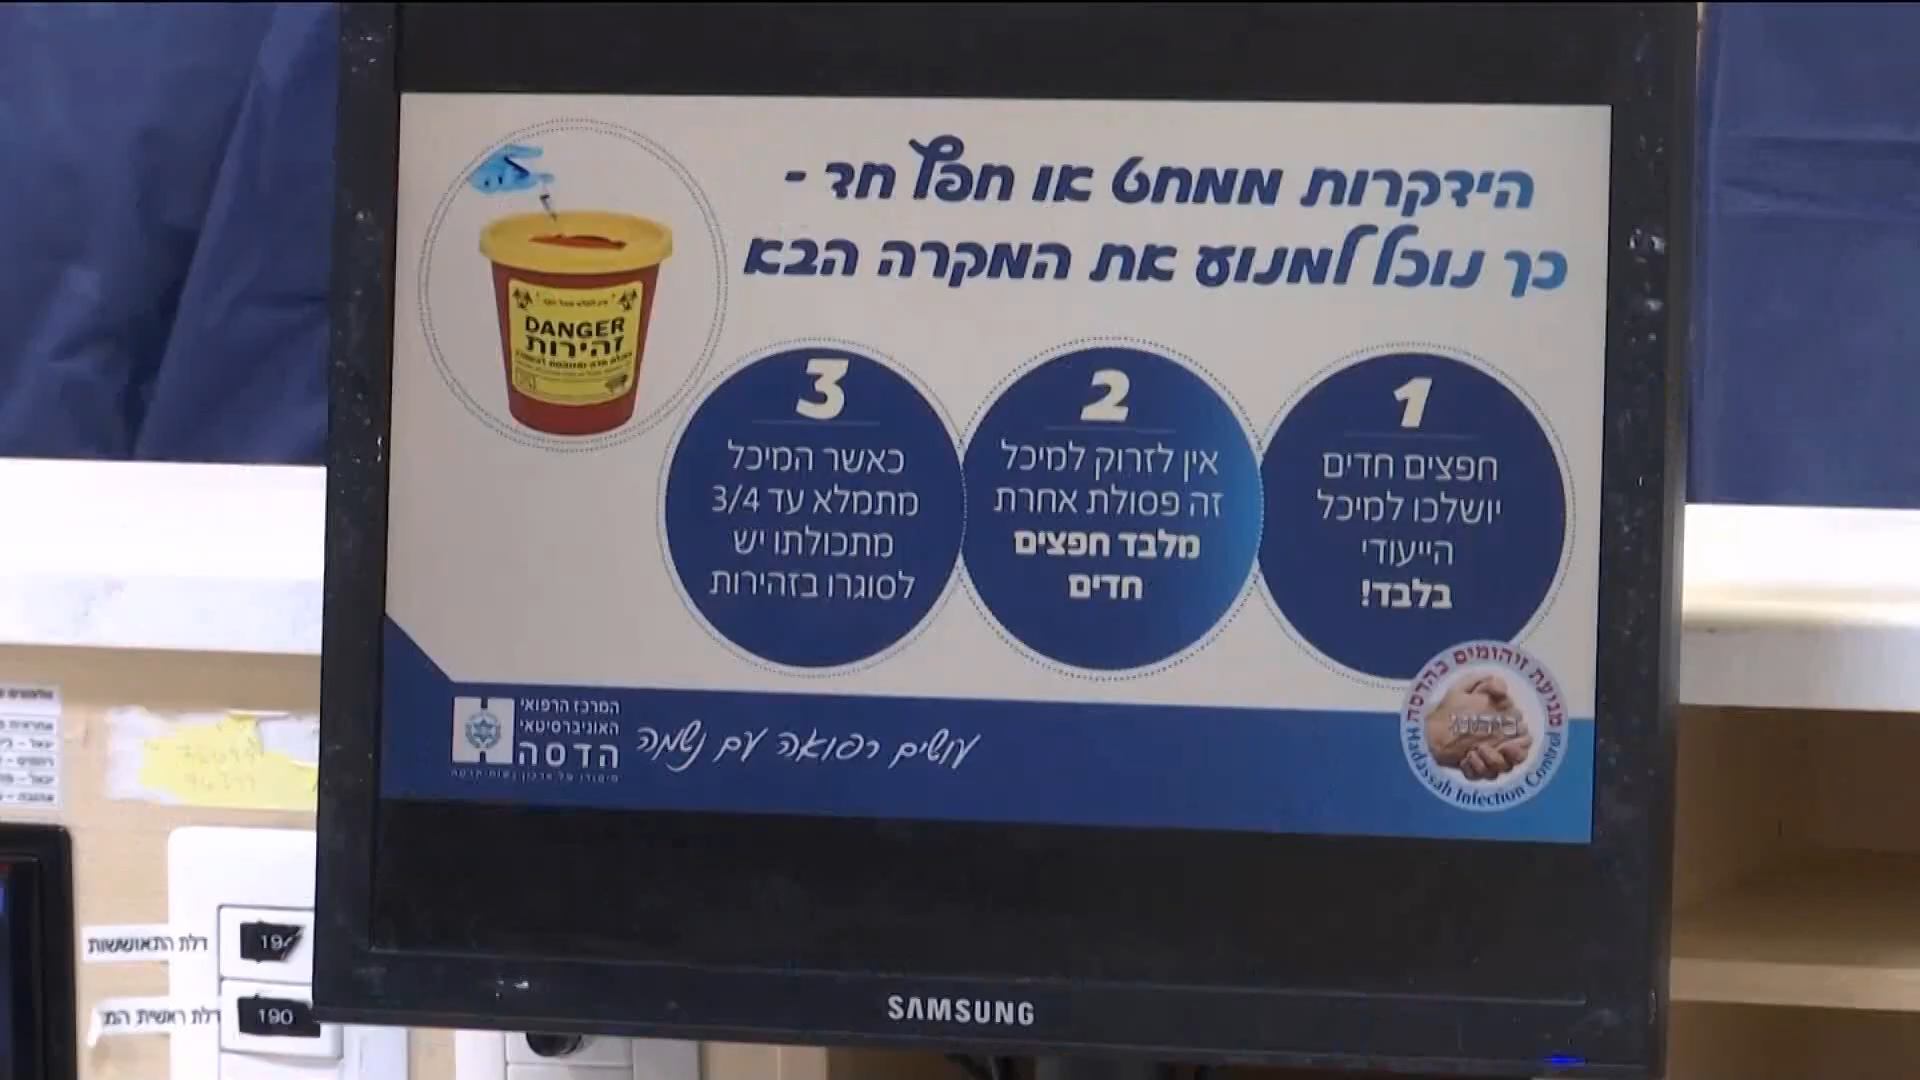 הידקרות ממחט או חפץ חד -
כך נוכל למנוע את המקרה הבא
DANGER
זהירות
1
חפצים חדים
יושלכו למיכל
הייעודי
בלבד!
2
אין לזרוק למיכל
זה פסולת אחרת
מלבד חפצים
חדים
3
כאשר המיכל
מתמלא עד 3/4
מתכולתו יש
לסוגרו בזהירות
המרכז הרפואי
האוניברסיטאי
הדסה
עושים רפואה עם נשמה
מניעת זיהומים בהדסה
בידינו
Hadassah Infection Control
SAMSUNG
דלת התאוששות
דלת ראשית
190